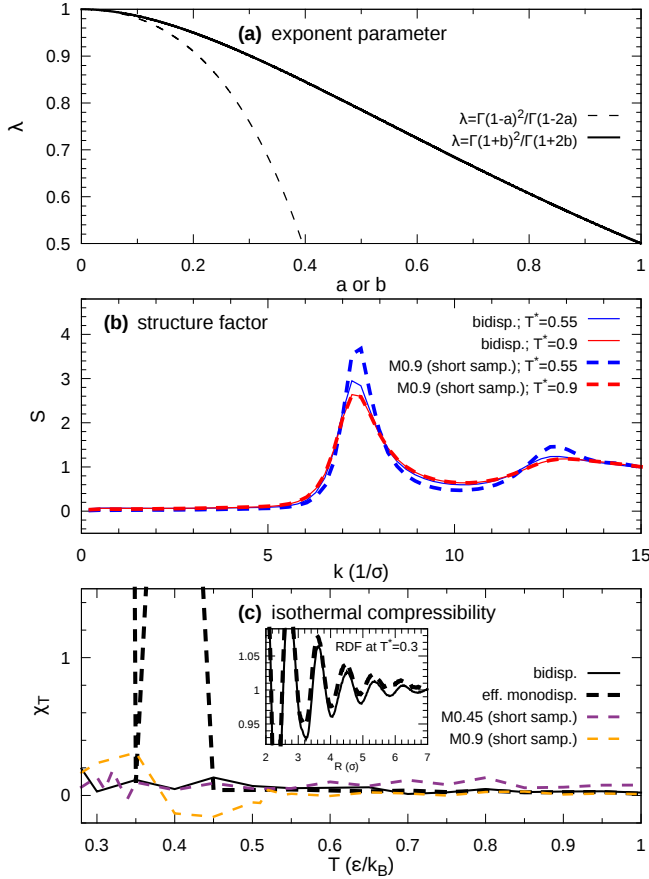 1
0.9
0.8
0.7
0.6
0.5
λ
(a) exponent parameter
λ=Γ(1-a)²/Γ(1-2a)
λ=Γ(1+b)²/Γ(1+2b)
0 0.2 0.4 0.6 0.8 1
a or b
4
3
2
1
0
S
(b) structure factor
bidisp.; T*=0.55
bidisp.; T*=0.9
M0.9 (short samp.); T*=0.55
M0.9 (short samp.); T*=0.9
0 5 10 15
k (1/σ)
1
0
χT
(c) isothermal compressibility
RDF at T*=0.3
1.05
1.00
0.95
2 3 4 5 6 7
R (σ)
bidisp.
eff. monodisp.
M0.45 (short samp.)
M0.9 (short samp.)
0.3 0.4 0.5 0.6 0.7 0.8 0.9 1
T (ε/kB)